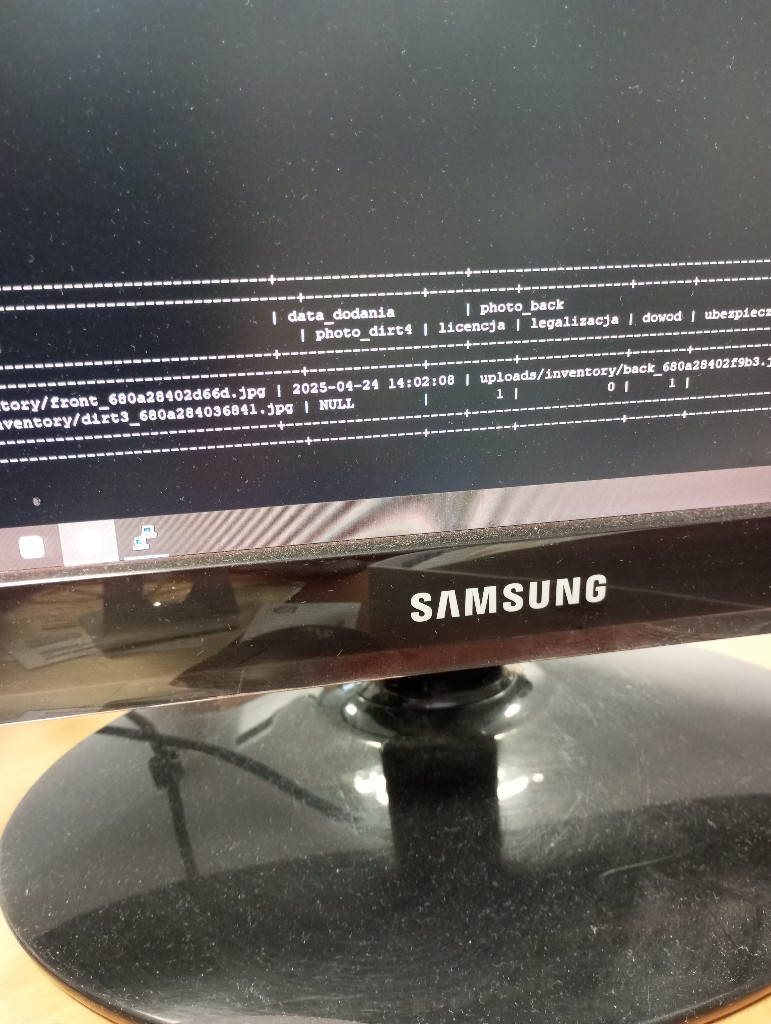 | data_dodania | photo_back
| photo_dirt4 | licencja | legalizacja | dowod | ubezpiecz
tory/front_680a28402d66d.jpg | 2025-04-24 14:02:08 | uploads/inventory/back_680a28402f9b3.j
nventory/dirt3_680a284036841.jpg | NULL | 1 | 0 | 1 |
SAMSUNG